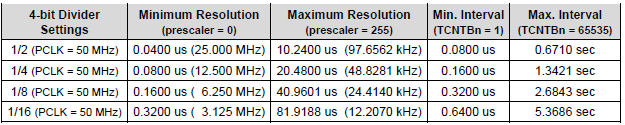 4-bit Divider Settings Minimum Resolution (prescaler = 0) Maximum Resolution (prescaler = 255) Min. Interval (TCNTBn = 1) Max. Interval (TCNTBn = 65535)
1/2 (PCLK = 50 MHz) 0.0400 us (25.000 MHz) 10.2400 us (97.6562 kHz) 0.0800 us 0.6710 sec
1/4 (PCLK = 50 MHz) 0.0800 us (12.500 MHz) 20.4800 us (48.8281 kHz) 0.1600 us 1.3421 sec
1/8 (PCLK = 50 MHz) 0.1600 us ( 6.250 MHz) 40.9601 us (24.4140 kHz) 0.3200 us 2.6843 sec
1/16 (PCLK = 50 MHz) 0.3200 us ( 3.125 MHz) 81.9188 us (12.2070 kHz) 0.6400 us 5.3686 sec